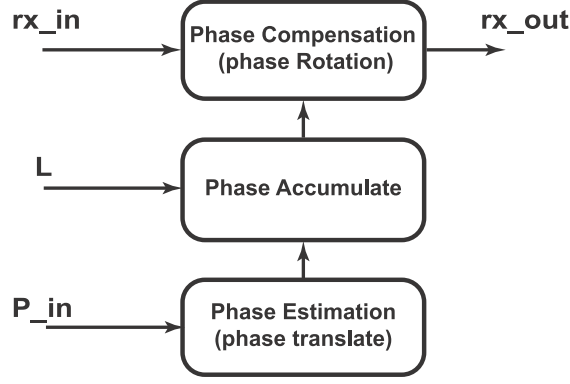 rx_in
Phase Compensation
(phase Rotation)
rx_out
L
Phase Accumulate
P_in
Phase Estimation
(phase translate)